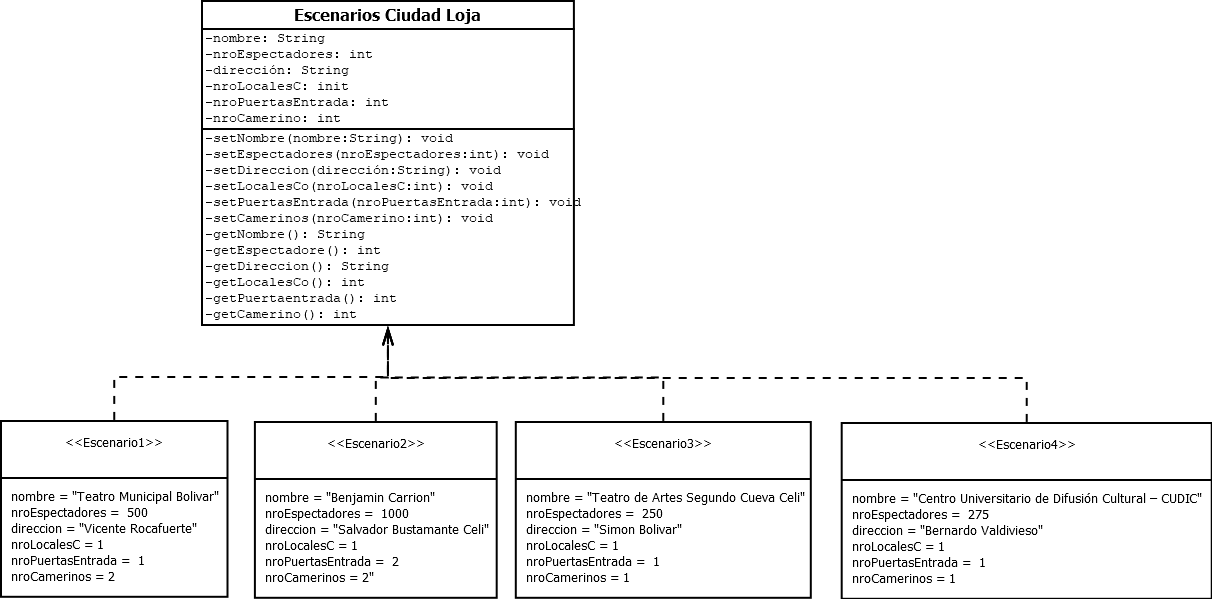 Escenarios Ciudad Loja
-nombre: String
-nroEspectadores: int
-dirección: String
-nroLocalesC: init
-nroPuertasEntrada: int
-nroCamerino: int
-setNombre(nombre:String): void
-setEspectadores(nroEspectadores:int): void
-setDireccion(dirección:String): void
-setLocalesCo(nroLocalesC:int): void
-setPuertasEntrada(nroPuertasEntrada:int): void
-setCamerinos(nroCamerino:int): void
-getNombre(): String
-getEspectadore(): int
-getDireccion(): String
-getLocalesCo(): int
-getPuertaentrada(): int
-getCamerino(): int
<<Escenario1>>
nombre = "Teatro Municipal Bolivar"
nroEspectadores = 500
direccion = "Vicente Rocafuerte"
nroLocalesC = 1
nroPuertasEntrada = 1
nroCamerinos = 2
<<Escenario2>>
nombre = "Benjamin Carrion"
nroEspectadores = 1000
direccion = "Salvador Bustamante Celi"
nroLocalesC = 1
nroPuertasEntrada = 2
nroCamerinos = 2"
<<Escenario3>>
nombre = "Teatro de Artes Segundo Cueva Celi"
nroEspectadores = 250
direccion = "Simon Bolivar"
nroLocalesC = 1
nroPuertasEntrada = 1
nroCamerinos = 1
<<Escenario4>>
nombre = "Centro Universitario de Difusión Cultural – CUDIC"
nroEspectadores = 275
direccion = "Bernardo Valdivieso"
nroLocalesC = 1
nroPuertasEntrada = 1
nroCamerinos = 1